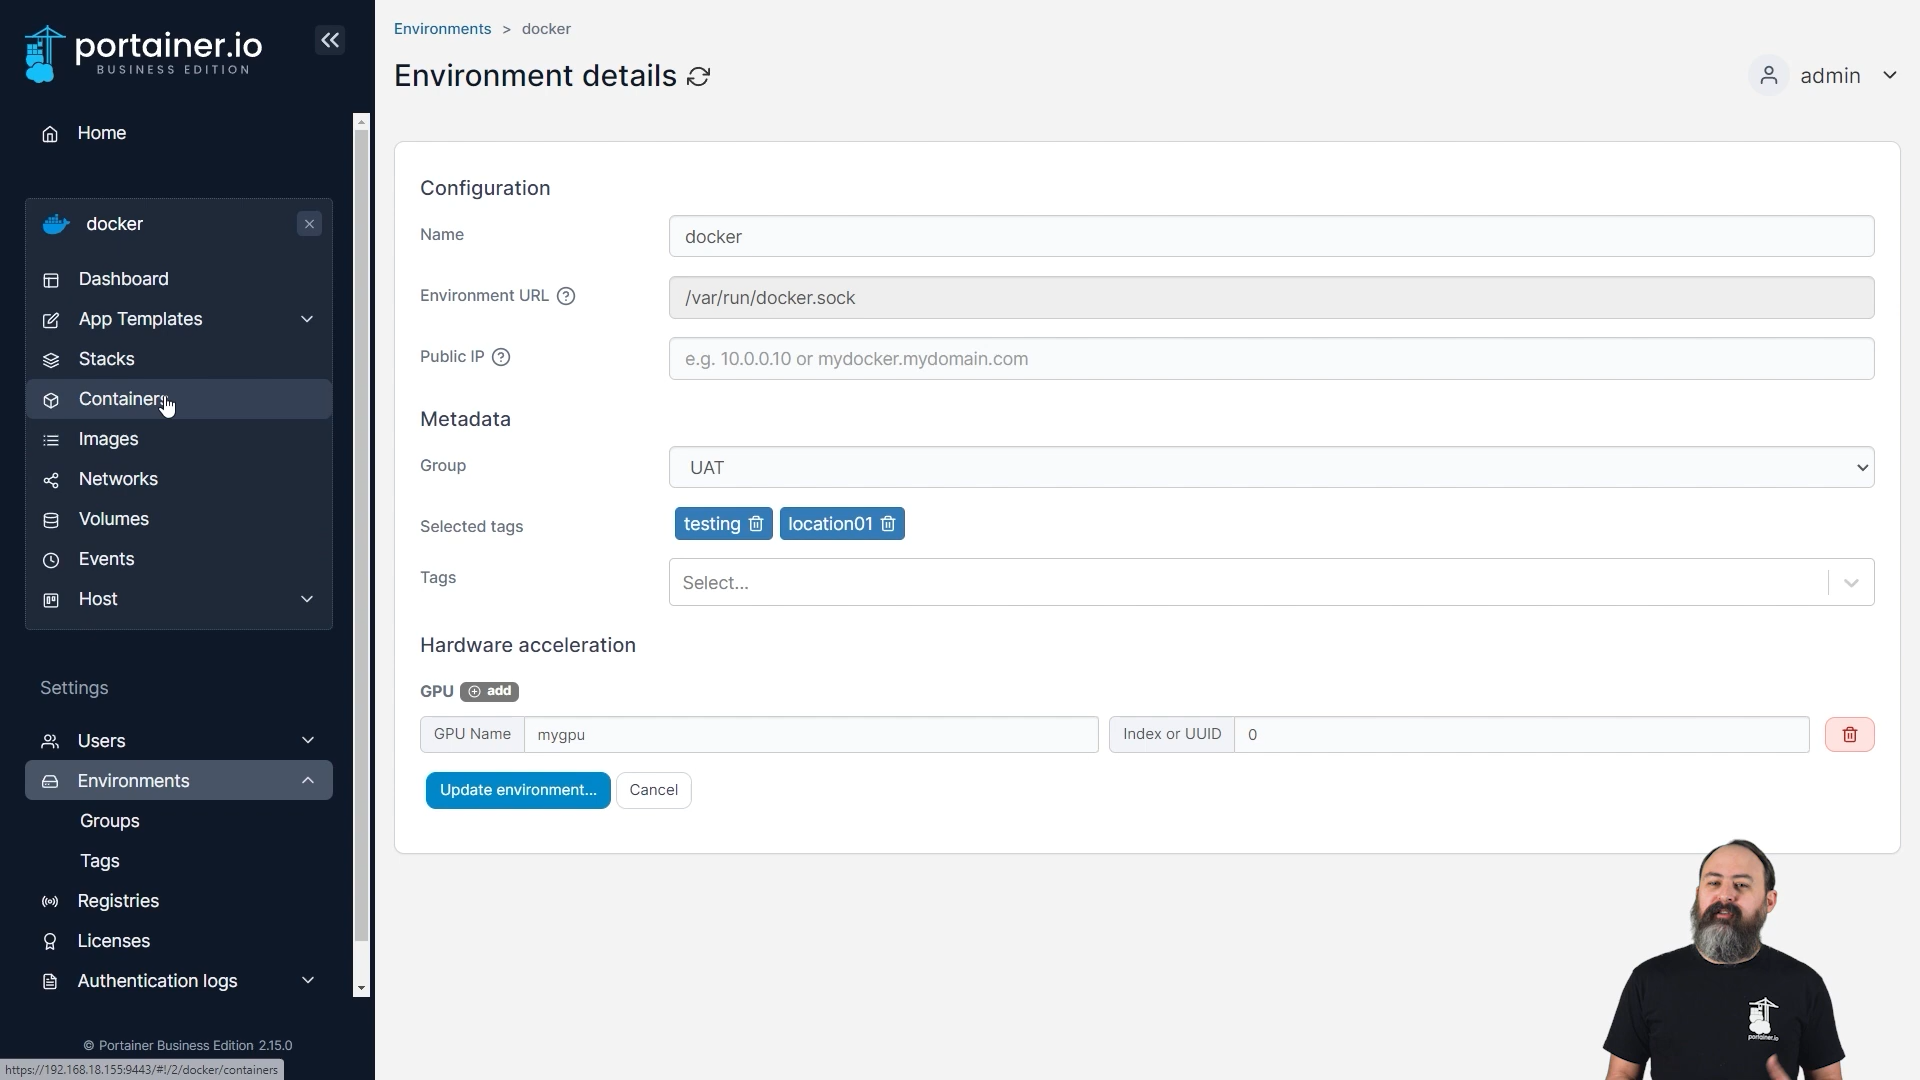 portainer.io
BUSINESS EDITION
Home
docker
Dashboard
App Templates
Stacks
Containers
Images
Networks
Volumes
Events
Host
Settings
Users
Environments
Groups
Tags
Registries
Licenses
Authentication logs
© Portainer Business Edition 2.15.0
https://192.168.18.155:9443/#!/2/docker/containers
Environments > docker
Environment details
admin
Configuration
Name docker
Environment URL /var/run/docker.sock
Public IP e.g. 10.0.0.10 or mydocker.mydomain.com
Metadata
Group UAT
Selected tags testing location01
Tags Select...
Hardware acceleration
GPU add
GPU Name mygpu Index or UUID 0
Update environment... Cancel
portainer.io